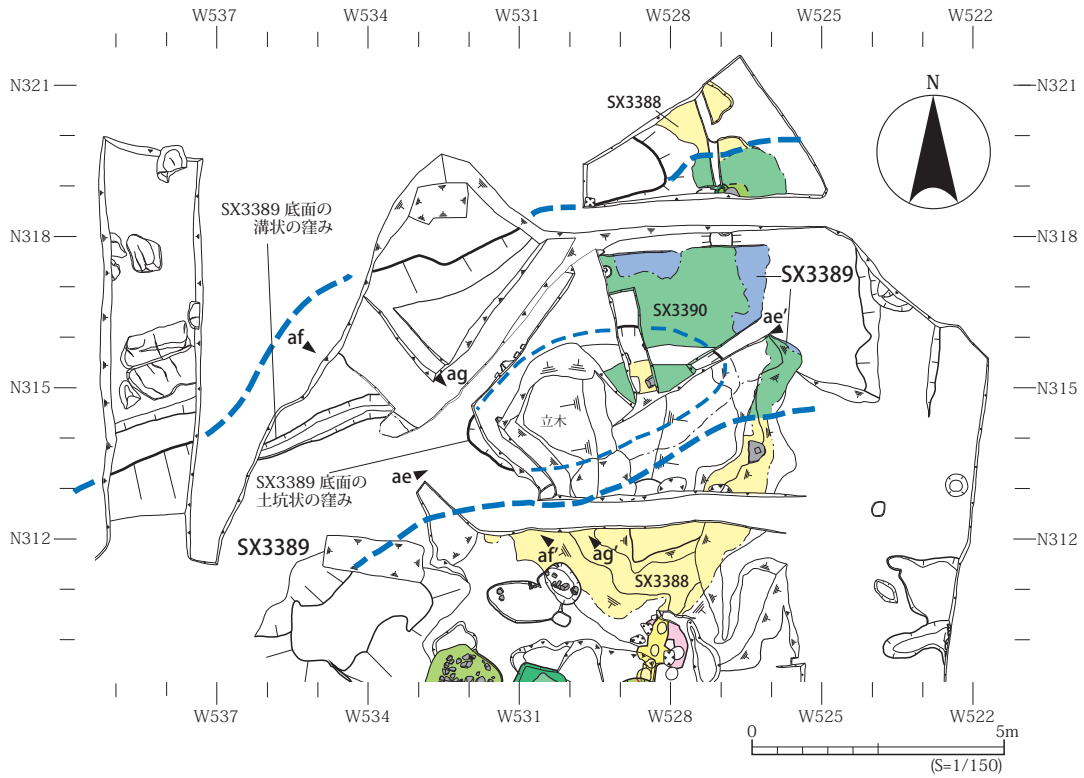 W537
W534
W531
W528
W525
W522
N321
N321
SX3388
N
SX3389 底面の
溝状の窪み
N318
N318
SX3389
SX3390
ae'
af
ag
N315
N315
立木
SX3389 底面の
土坑状の窪み
ae
N312
N312
SX3389
af'
ag'
SX3388
W537
W534
W531
W528
W525
W522
0
5m
(S=1/150)